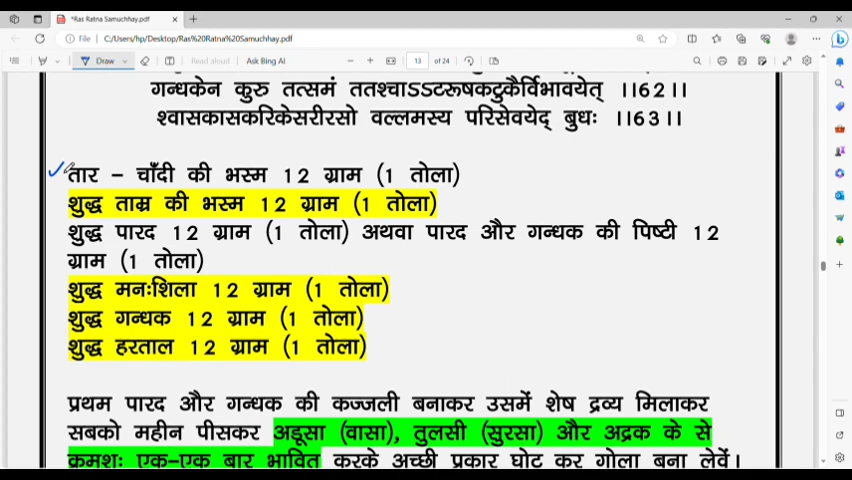 *Ras Ratna Samuchhay.pdf
File C:/Users/hp/Desktop/Ras%20Ratna%20Samuchhay.pdf
Draw Read aloud Ask Bing AI 13 of 24
गन्धकेन कुरु तत्समं ततश्चाऽऽटरुषकटुकैर्विभावयेत् ।।62।।
श्वासकासकरिकेसरीरसो वल्लमस्य परिसेवयेद् बुधः ।।63।।
तार – चाँदी की भस्म 12 ग्राम (1 तोला)
शुद्ध ताम्र की भस्म 12 ग्राम (1 तोला)
शुद्ध पारद 12 ग्राम (1 तोला) अथवा पारद और गन्धक की पिष्टी 12
ग्राम (1 तोला)
शुद्ध मनःशिला 12 ग्राम (1 तोला)
शुद्ध गन्धक 12 ग्राम (1 तोला)
शुद्ध हरताल 12 ग्राम (1 तोला)
प्रथम पारद और गन्धक की कज्जली बनाकर उसमें शेष द्रव्य मिलाकर
सबको महीन पीसकर अडूसा (वासा), तुलसी (सुरसा) और अद्रक के से
क्रमशः एक-एक बार भावित करके अच्छी प्रकार घोट कर गोला बना लेवें।